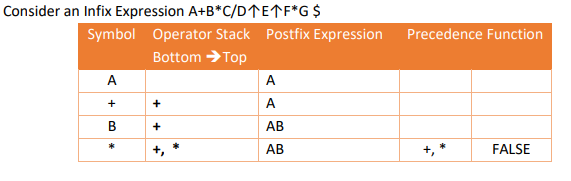 Consider an Infix Expression A+B*C/D↑E↑F*G $
Symbol Operator Stack Postfix Expression Precedence Function
Bottom ➔Top
A A
+ + A
B + AB
* +, * AB +, * FALSE